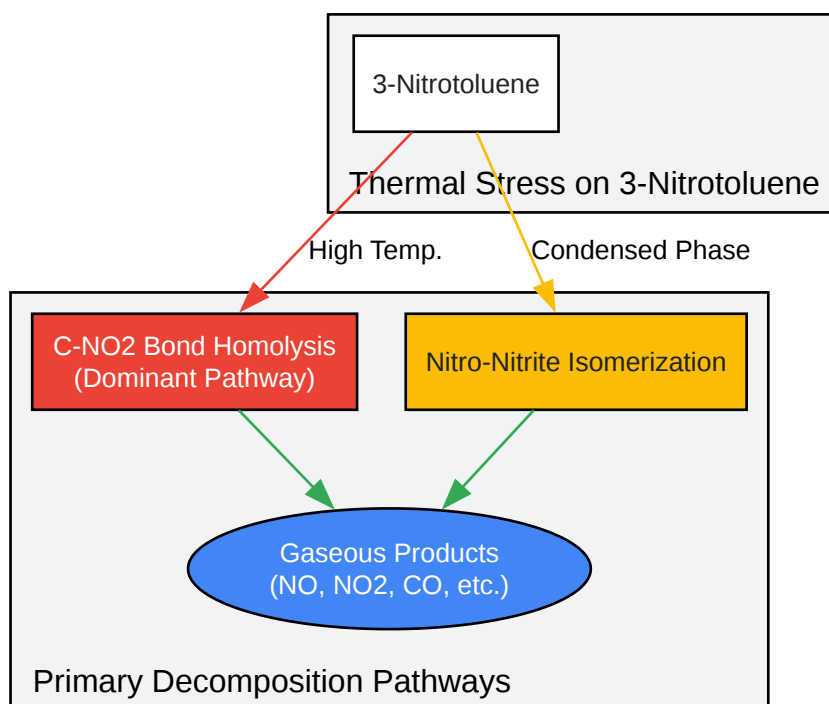 3-Nitrotoluene
Thermal Stress on 3-Nitrotoluene
High Temp.
Condensed Phase
C-NO2 Bond Homolysis
(Dominant Pathway)
Nitro-Nitrite Isomerization
Gaseous Products
(NO, NO2, CO, etc.)
Primary Decomposition Pathways